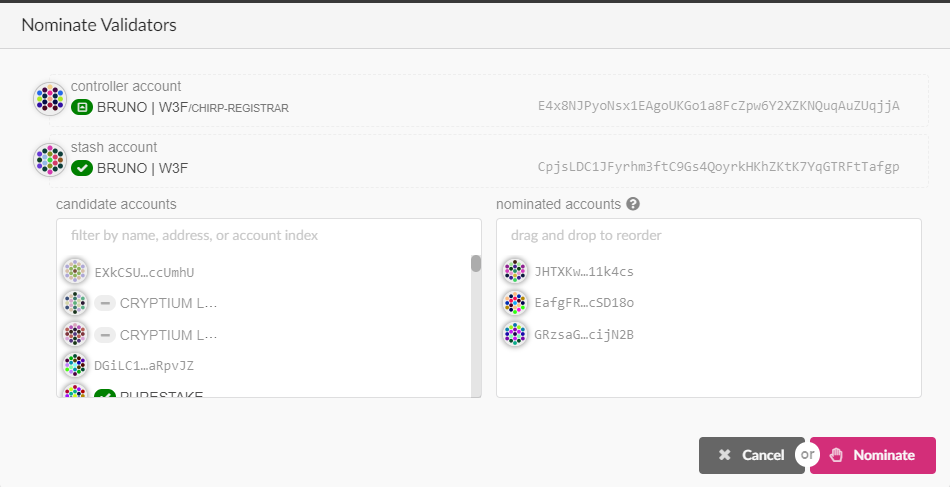 Nominate Validators
controller account
BRUNO | W3F/CHIRP-REGISTRAR
E4x8NJPyoNsx1EAgoUKGo1a8FcZpw6Y2XZKNQuqAuZUqjjA
stash account
BRUNO | W3F
CpjsLDC1JFyrhm3ftC9Gs4QoyrkHKhZKtK7YqGTRFtTafgp
candidate accounts
filter by name, address, or account index
EXkCSU…ccUmhU
CRYPTIUM L…
CRYPTIUM L…
DGiLC1…aRpvJZ
PURESTAKE
nominated accounts
drag and drop to reorder
JHTXKw…11k4cs
EafgFR…cSD18o
GRzsaG…cijN2B
Cancel or Nominate